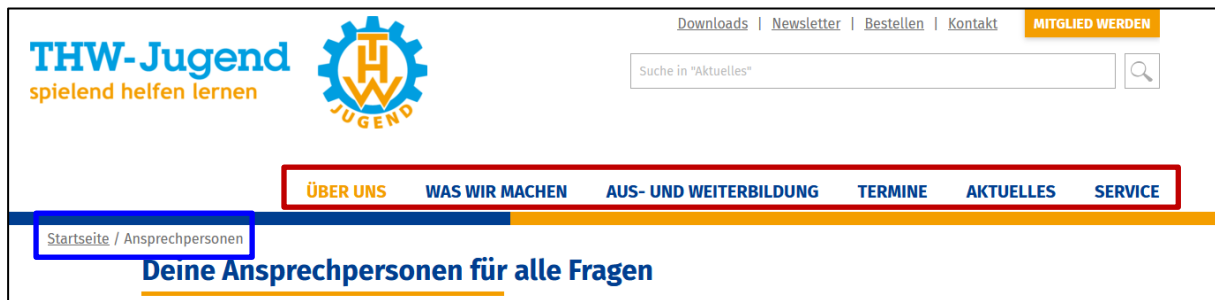 Downloads | Newsletter | Bestellen | Kontakt MITGLIED WERDEN
THW-Jugend
spielend helfen lernen
THW
JUGEND
Suche in "Aktuelles"
ÜBER UNS WAS WIR MACHEN AUS- UND WEITERBILDUNG TERMINE AKTUELLES SERVICE
Startseite / Ansprechpersonen
Deine Ansprechpersonen für alle Fragen